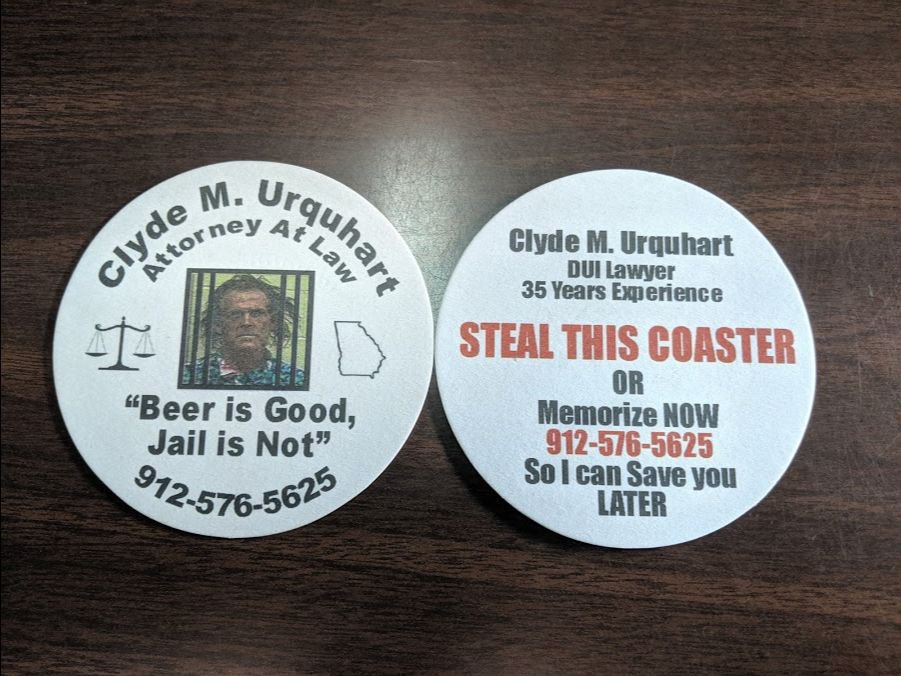 Clyde M. Urquhart
Attorney At Law
“Beer is Good,
Jail is Not”
912-576-5625
Clyde M. Urquhart
DUI Lawyer
35 Years Experience
STEAL THIS COASTER
OR
Memorize NOW
912-576-5625
So I can Save you
LATER